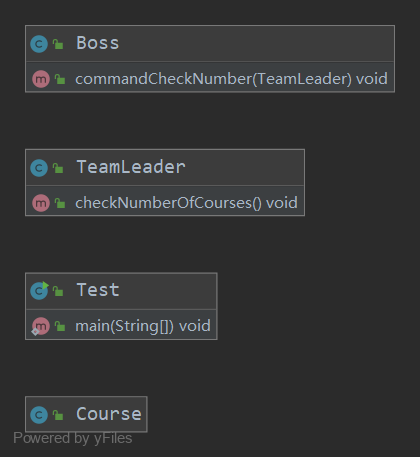 Boss
commandCheckNumber(TeamLeader) void
TeamLeader
checkNumberOfCourses() void
Test
main(String[]) void
Course
Powered by yFiles